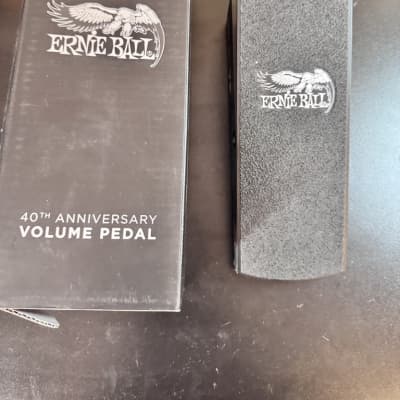 ERNIE BALL
40TH ANNIVERSARY
VOLUME PEDAL
ERNIE BALL